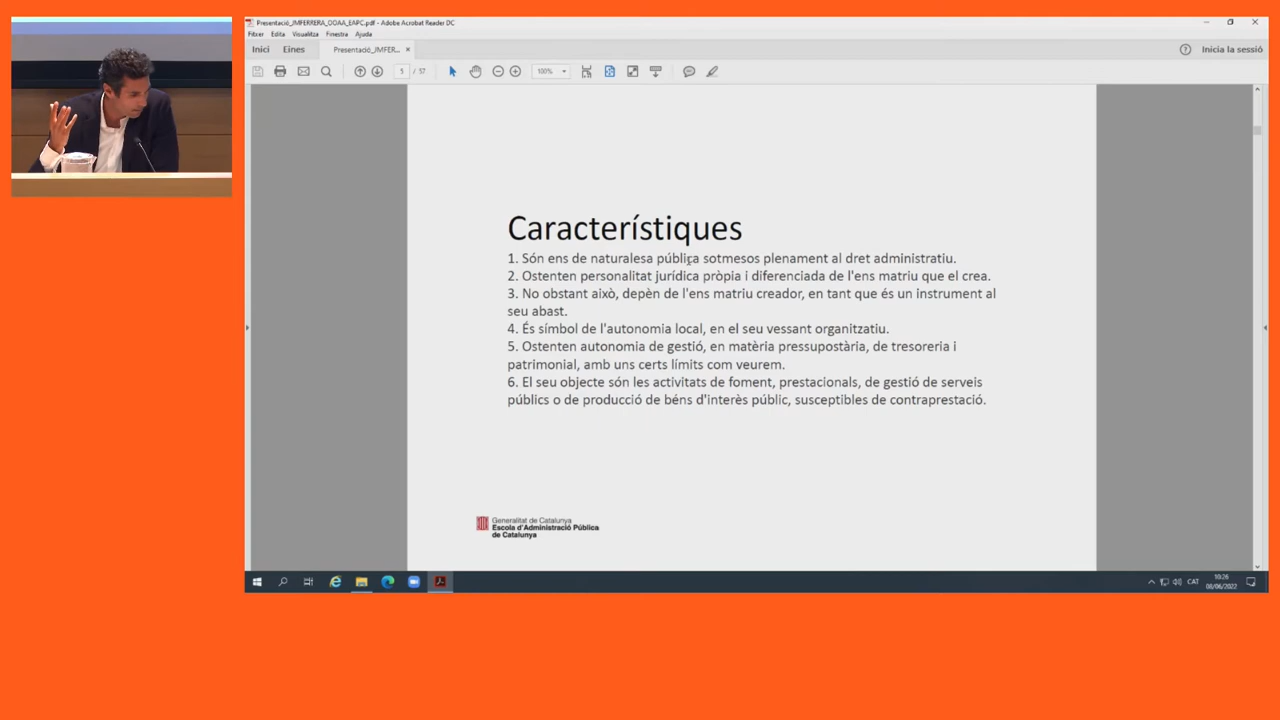 Presentació_JMFERRERA_OOAA_EAPC.pdf - Adobe Acrobat Reader DC
Fitxer Edita Visualitza Finestra Ajuda
Inici Eines Presentació_JMFER... × Inicia la sessió
5 / 57 100%
Característiques
1. Són ens de naturalesa pública sotmesos plenament al dret administratiu.
2. Ostenten personalitat jurídica pròpia i diferenciada de l'ens matriu que el crea.
3. No obstant això, depèn de l'ens matriu creador, en tant que és un instrument al
seu abast.
4. És símbol de l'autonomia local, en el seu vessant organitzatiu.
5. Ostenten autonomia de gestió, en matèria pressupostària, de tresoreria i
patrimonial, amb uns certs límits com veurem.
6. El seu objecte són les activitats de foment, prestacionals, de gestió de serveis
públics o de producció de béns d'interès públic, susceptibles de contraprestació.
Generalitat de Catalunya
Escola d'Administració Pública
de Catalunya
CAT
10:26
08/06/2022